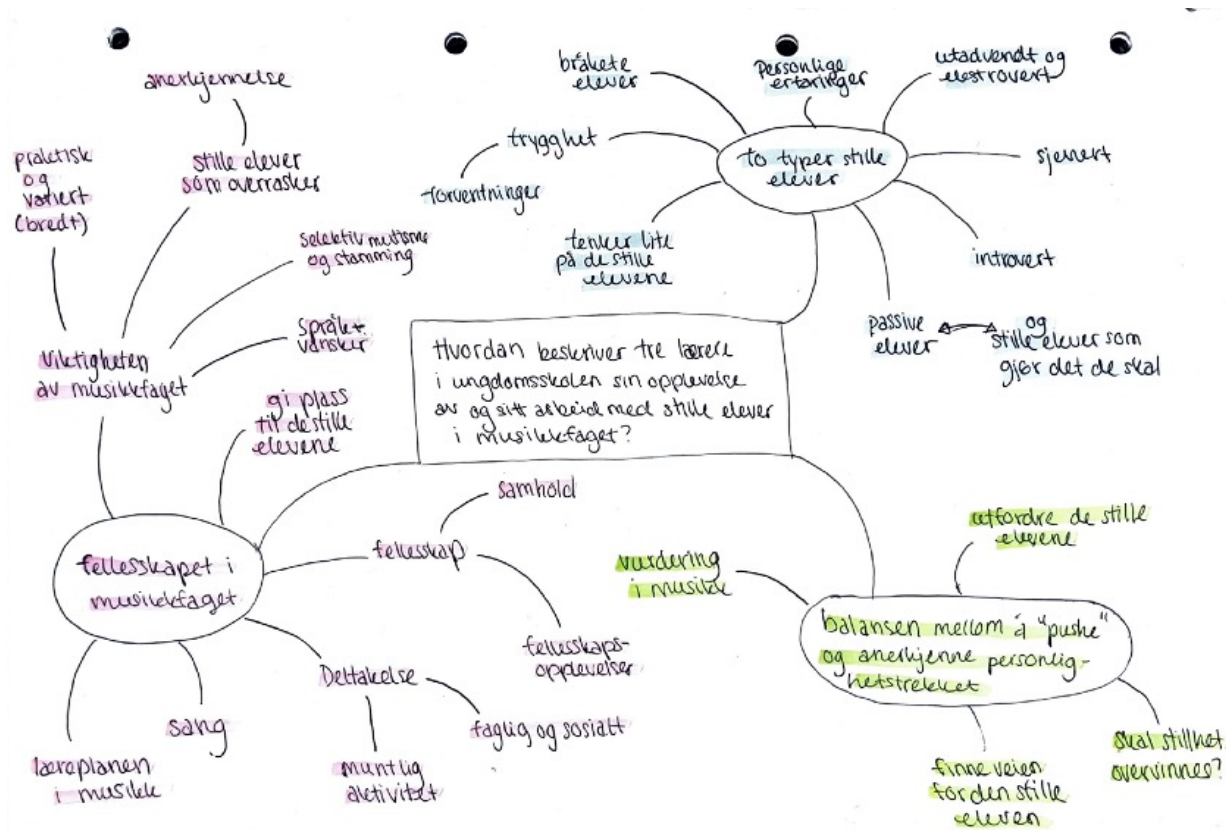 anerkjennelse
stille elever
som overrasker
praktisk
og
variert
(bredt)
selektiv mutisme
og stamming
Språk-
vansker
Viktigheten
av musikkfaget
gi plass
til de stille
elevene
bråkete
elever
Personlige
erfaringer
utadvendt og
ekstrovert
trygghet
forventninger
to typer stille
elever
sjenert
tenker lite
på de stille
elevene
introvert
passive
elever
og
stille elever som
gjør det de skal
Hvordan beskriver tre lærere
i ungdomsskolen sin opplevelse
av og sitt arbeid med stille elever
i musikkfaget?
fellesskapet i
musikkfaget
samhold
fellesskap
fellesskaps-
opplevelser
Deltakelse
faglig og sosialt
muntlig
aktivitet
sang
læreplanen
i musikk
vurdering
i musikk
utfordre de stille
elevene
balansen mellom å "pushe"
og anerkjenne personlig-
hetstrekket
finne veien
for den stille
eleven
skal stillhet
overvinnes?